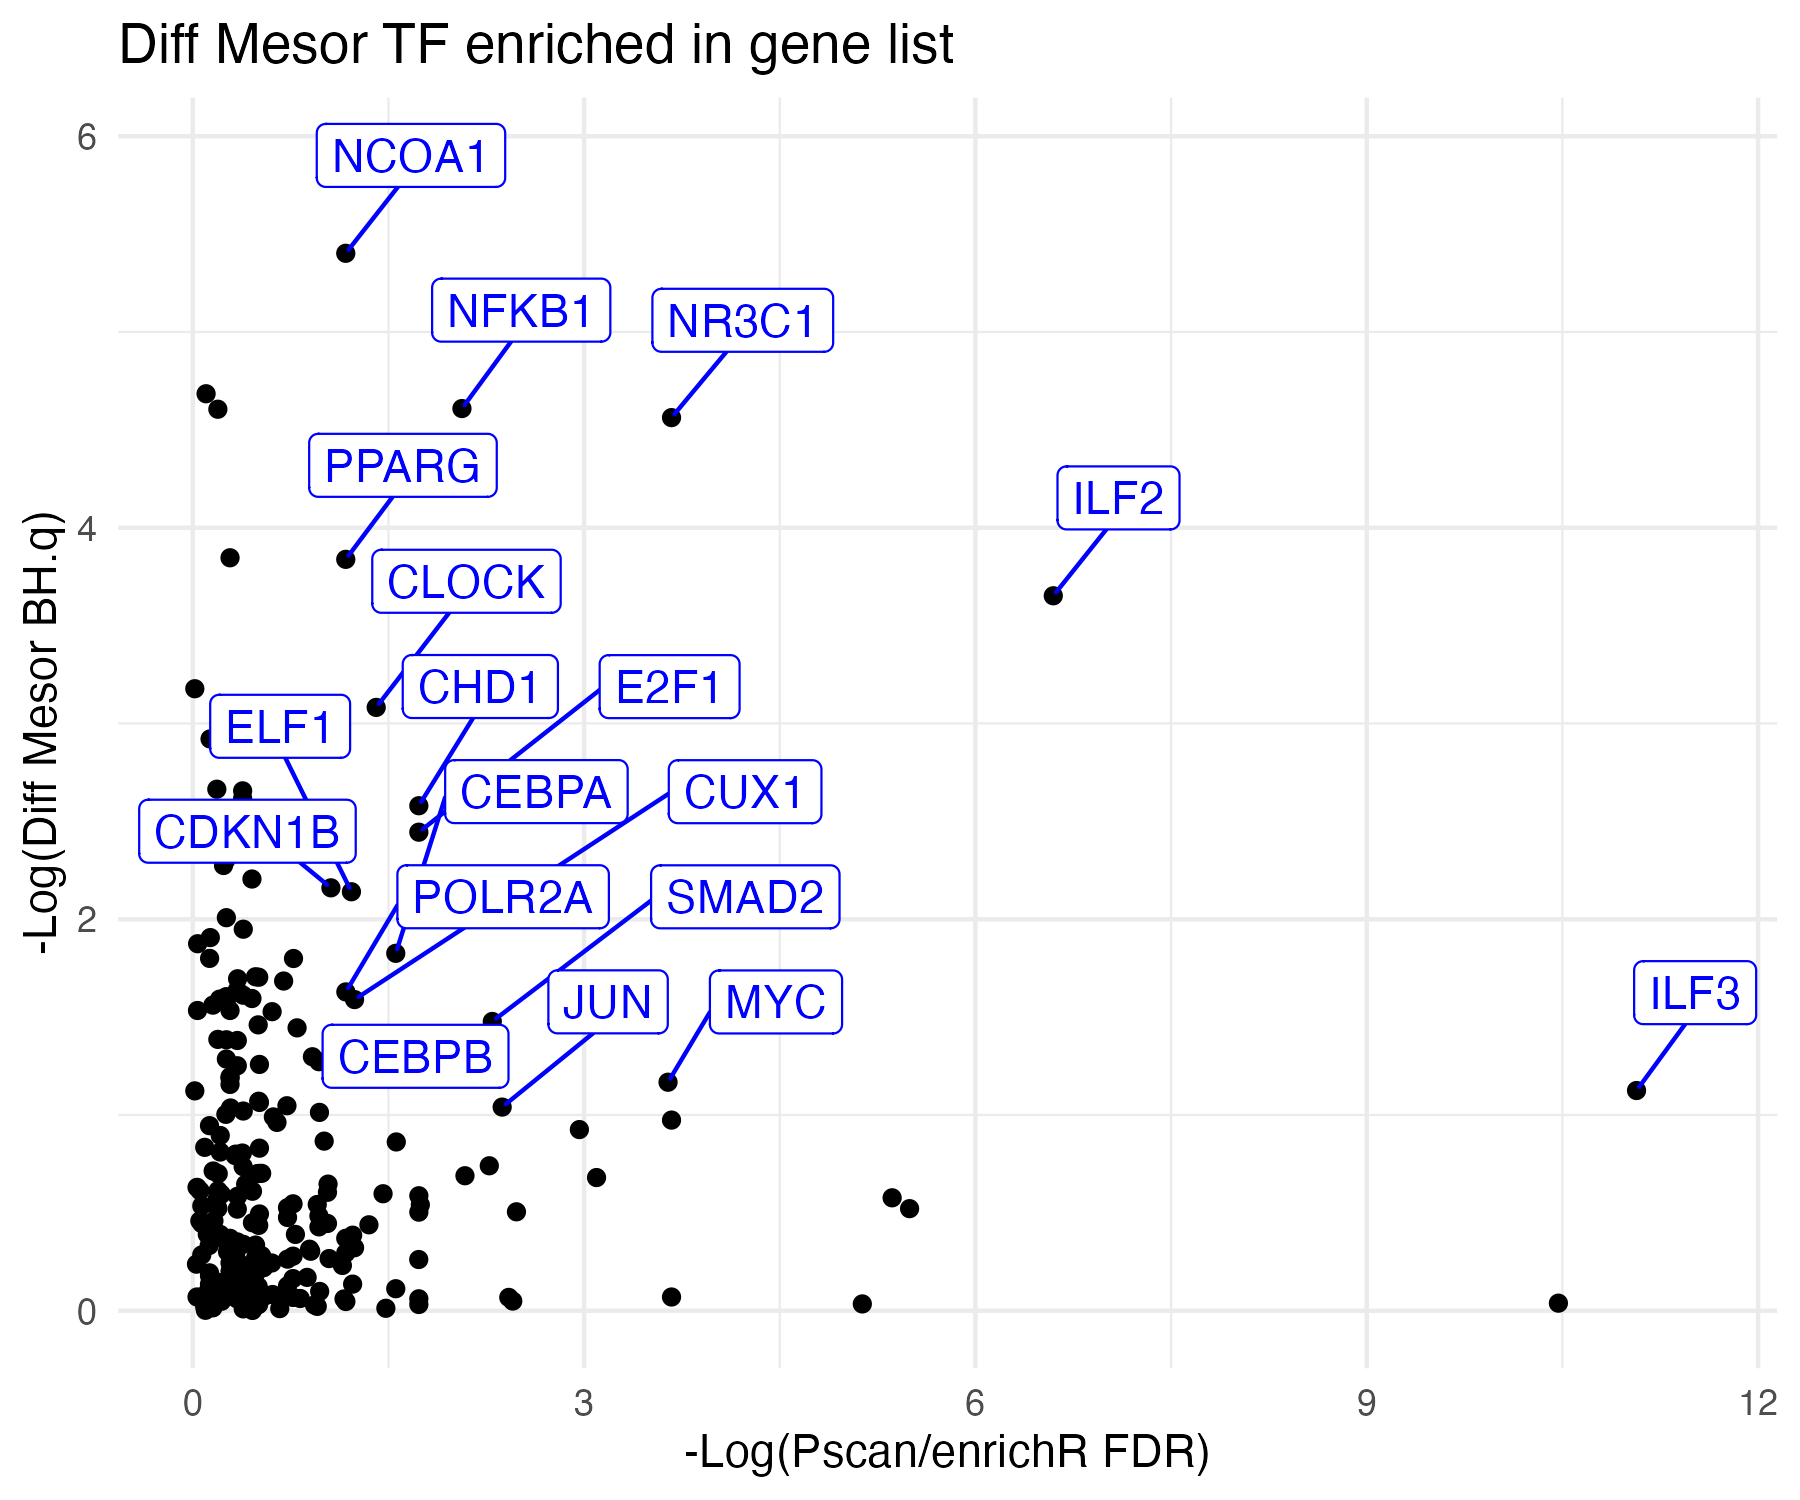 Diff Mesor TF enriched in gene list
6
NCOA1
NFKB1
NR3C1
PPARG
ILF2
4
CLOCK
CHD1
E2F1
ELF1
CEBPA
CUX1
CDKN1B
POLR2A
SMAD2
2
ILF3
JUN
MYC
CEBPB
0
-Log(Diff Mesor BH.q)
0
3
6
9
12
-Log(Pscan/enrichR FDR)